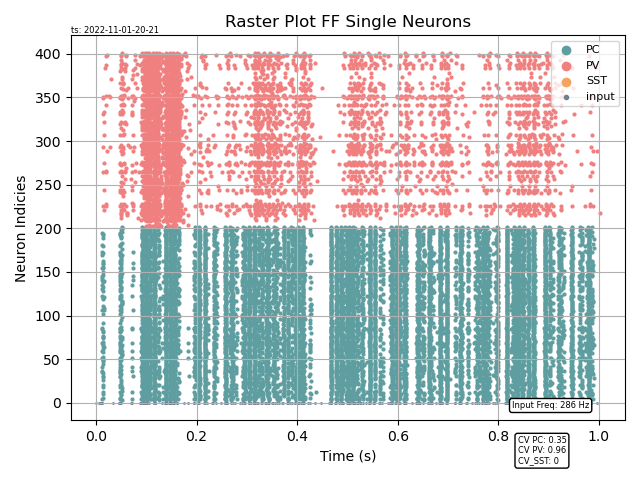 Raster Plot FF Single Neurons
ts: 2022-11-01-20-21
PC
PV
SST
input
400
350
300
250
200
150
100
50
0
Neuron Indicies
Input Freq: 286 Hz
0.0 0.2 0.4 0.6 0.8 1.0
Time (s)
CV PC: 0.35
CV PV: 0.96
CV_SST: 0